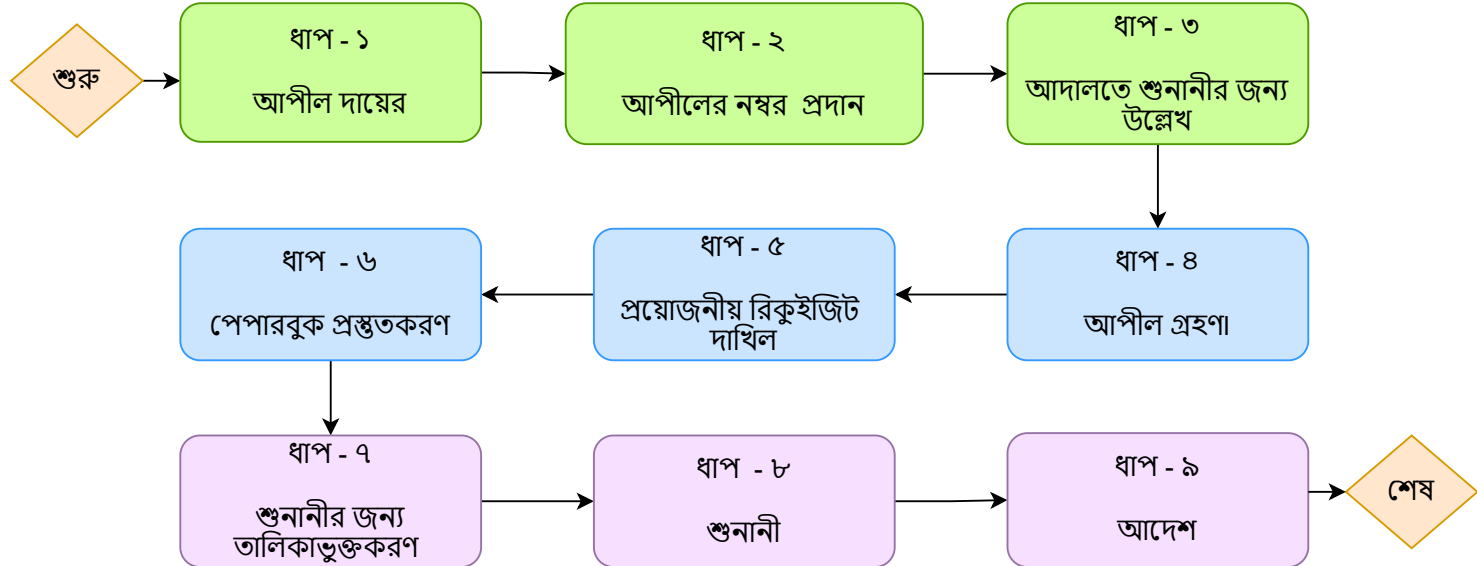 শুরু
ধাপ - ১
আপীল দায়ের
ধাপ - ২
আপীলের নম্বর প্রদান
ধাপ - ৩
আদালতে শুনানীর জন্য
উল্লেখ
ধাপ - ৪
আপীল গ্রহণ৷
ধাপ - ৫
প্রয়োজনীয় রিকুইজিট
দাখিল
ধাপ - ৬
পেপারবুক প্রস্তুতকরণ
ধাপ - ৭
শুনানীর জন্য
তালিকাভুক্তকরণ
ধাপ - ৮
শুনানী
ধাপ - ৯
আদেশ
শেষ